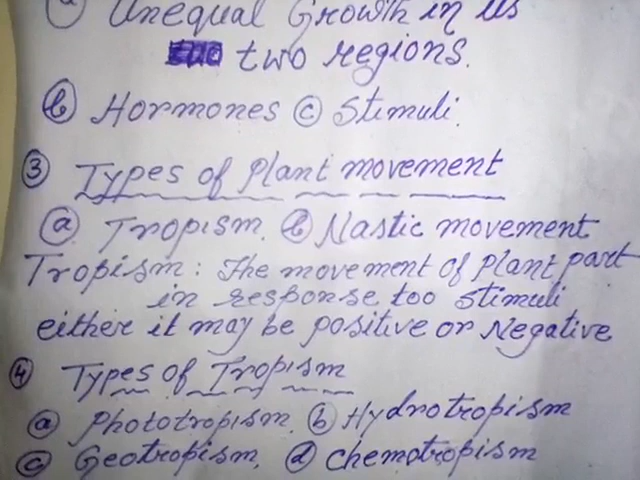 (a) Unequal Growth in its
two regions.
(b) Hormones (c) Stimuli.
(3) Types of Plant movement
(a) Tropism. (b) Nastic movement
Tropism: The movement of Plant part
in response too Stimuli
either it may be positive or Negative
(4) Types of Tropism
(a) Phototropism. (b) Hydrotropism
(c) Geotropism. (d) Chemotropism